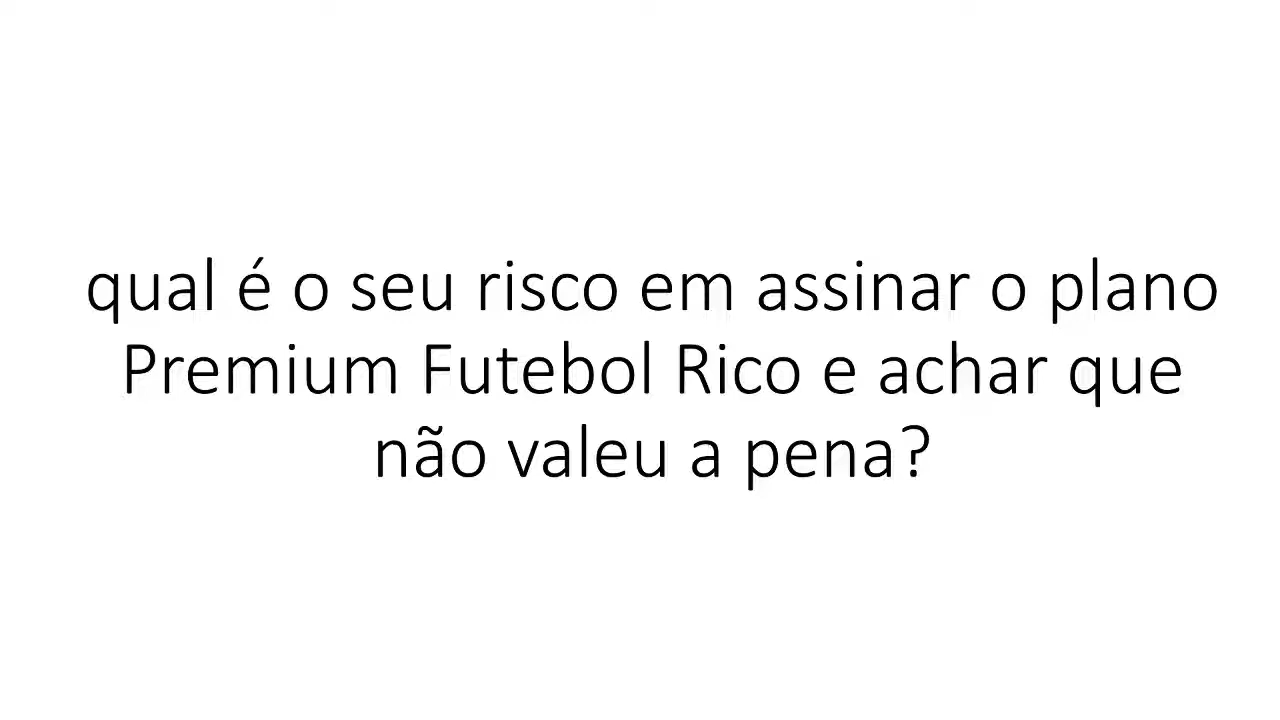 qual é o seu risco em assinar o plano
Premium Futebol Rico e achar que
não valeu a pena?